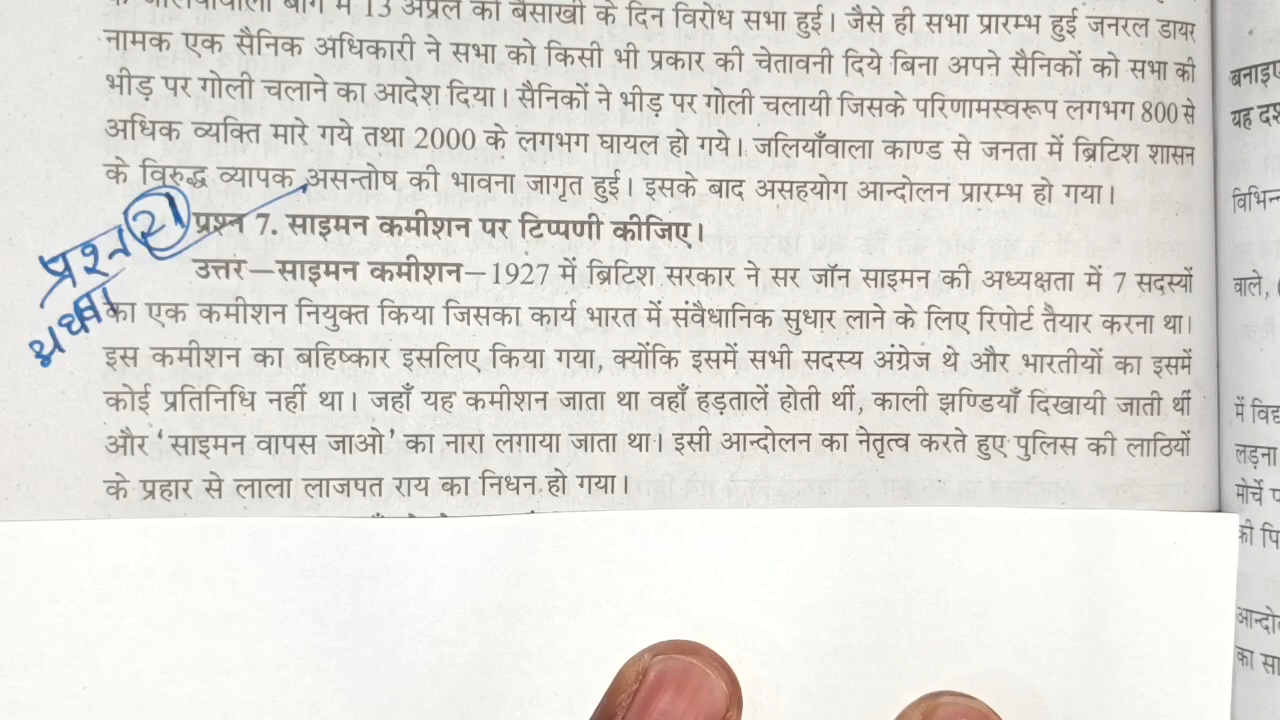 के जलियाँवाला बाग में 13 अप्रैल को बैसाखी के दिन विरोध सभा हुई। जैसे ही सभा प्रारम्भ हुई जनरल डायर
नामक एक सैनिक अधिकारी ने सभा को किसी भी प्रकार की चेतावनी दिये बिना अपने सैनिकों को सभा की
भीड़ पर गोली चलाने का आदेश दिया। सैनिकों ने भीड़ पर गोली चलायी जिसके परिणामस्वरूप लगभग 800 से
अधिक व्यक्ति मारे गये तथा 2000 के लगभग घायल हो गये। जलियाँवाला काण्ड से जनता में ब्रिटिश शासन
के विरुद्ध व्यापक असन्तोष की भावना जागृत हुई। इसके बाद असहयोग आन्दोलन प्रारम्भ हो गया।
प्रश्न 21
अथवा
प्रश्न 7. साइमन कमीशन पर टिप्पणी कीजिए।
उत्तर—साइमन कमीशन—1927 में ब्रिटिश सरकार ने सर जॉन साइमन की अध्यक्षता में 7 सदस्यों
का एक कमीशन नियुक्त किया जिसका कार्य भारत में संवैधानिक सुधार लाने के लिए रिपोर्ट तैयार करना था।
इस कमीशन का बहिष्कार इसलिए किया गया, क्योंकि इसमें सभी सदस्य अंग्रेज थे और भारतीयों का इसमें
कोई प्रतिनिधि नहीं था। जहाँ यह कमीशन जाता था वहाँ हड़तालें होती थीं, काली झण्डियाँ दिखायी जाती थीं
और ‘साइमन वापस जाओ’ का नारा लगाया जाता था। इसी आन्दोलन का नेतृत्व करते हुए पुलिस की लाठियों
के प्रहार से लाला लाजपत राय का निधन हो गया।
यह
वाले,
लड़ना
मोर्चे
की
का